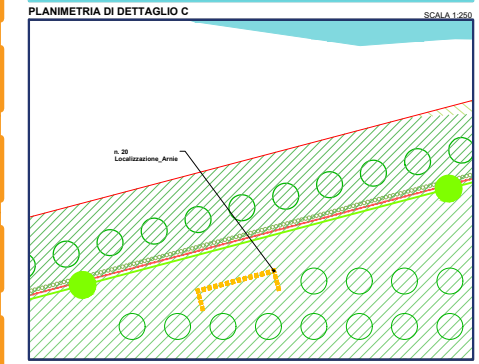 PLANIMETRIA DI DETTAGLIO C
SCALA 1:250
n. 20
Localizzazione_Arnie